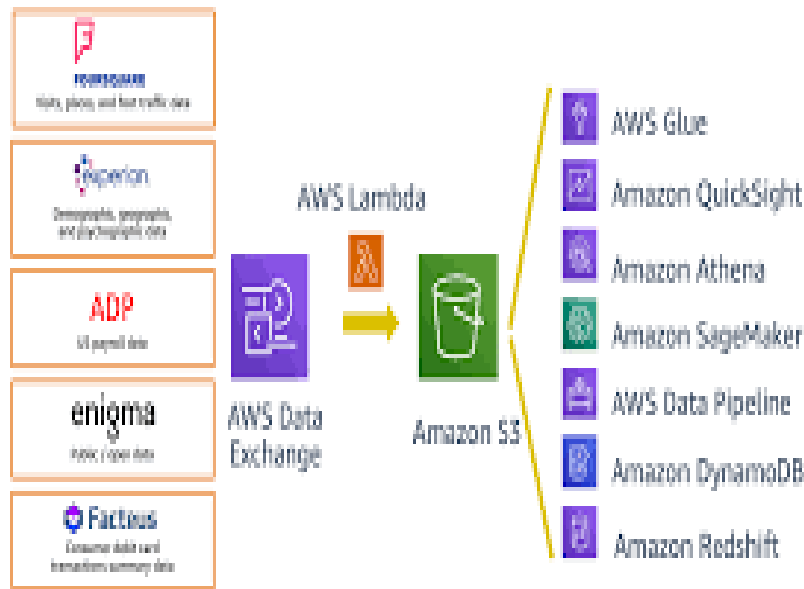 FOURSQUARE
Visits, places, and foot traffic data
experian
Demographic, geographic,
and psychographic data
ADP
US payroll data
enigma
Public / open data
Facteus
Consumer debit card
transactions summary data
AWS Data
Exchange
AWS Lambda
Amazon S3
AWS Glue
Amazon QuickSight
Amazon Athena
Amazon SageMaker
AWS Data Pipeline
Amazon DynamoDB
Amazon Redshift